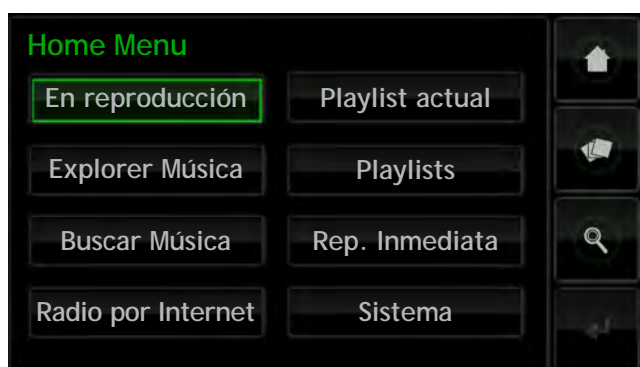 Home Menu
En reproducción Playlist actual
Explorer Música Playlists
Buscar Música Rep. Inmediata
Radio por Internet Sistema